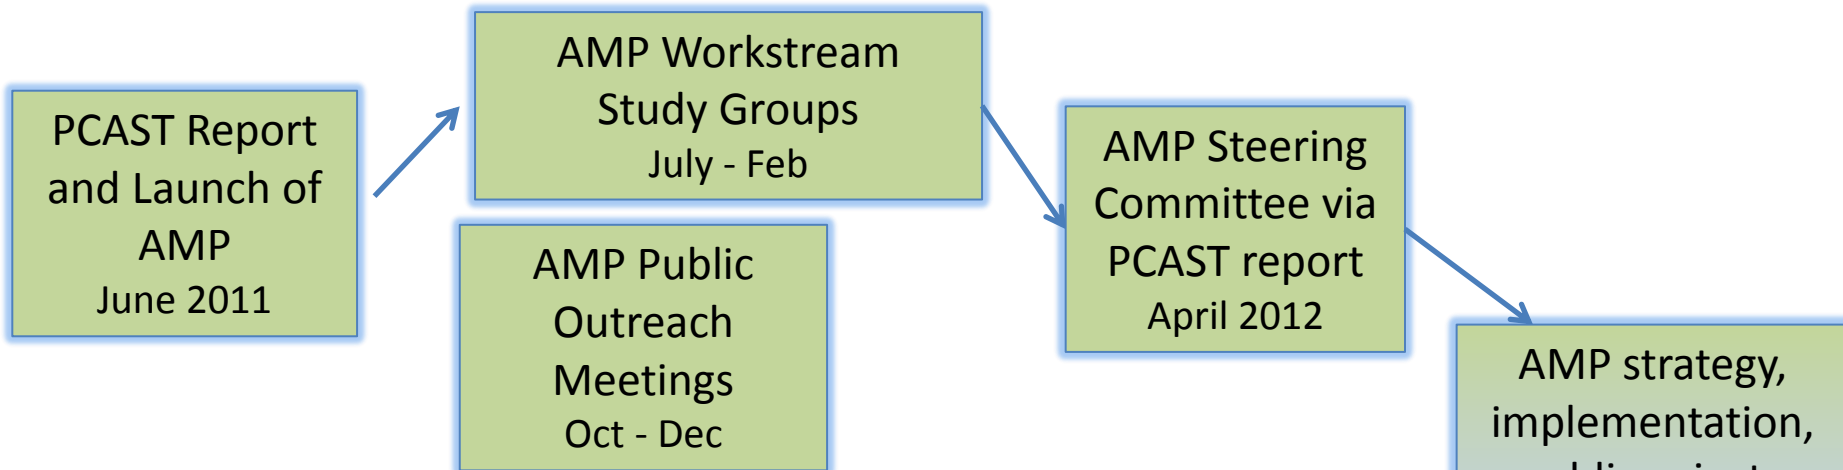 PCAST Report
and Launch of
AMP
June 2011
AMP Workstream
Study Groups
July - Feb
AMP Public
Outreach
Meetings
Oct - Dec
AMP Steering
Committee via
PCAST report
April 2012
AMP strategy,
implementation,